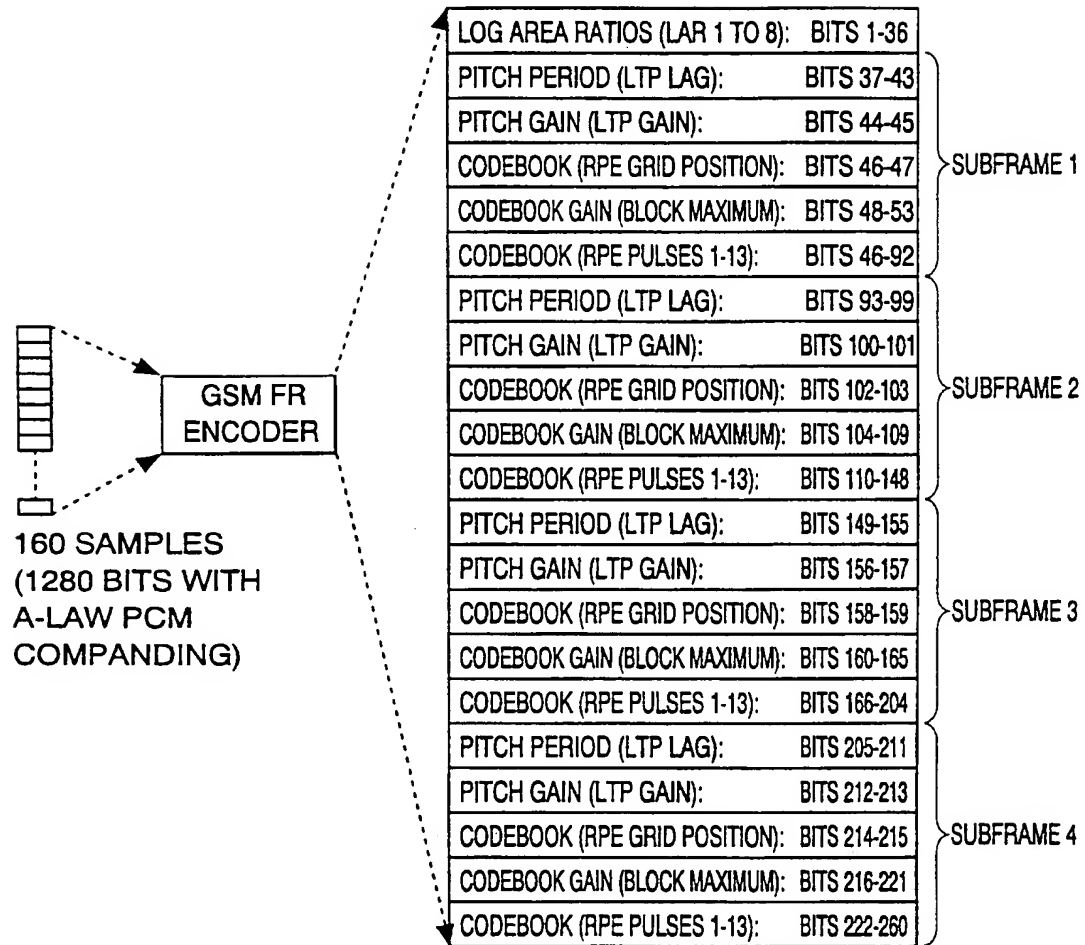 LOG AREA RATIOS (LAR 1 TO 8): BITS 1-36
PITCH PERIOD (LTP LAG): BITS 37-43
PITCH GAIN (LTP GAIN): BITS 44-45
CODEBOOK (RPE GRID POSITION): BITS 46-47
CODEBOOK GAIN (BLOCK MAXIMUM): BITS 48-53
CODEBOOK (RPE PULSES 1-13): BITS 46-92
SUBFRAME 1
PITCH PERIOD (LTP LAG): BITS 93-99
PITCH GAIN (LTP GAIN): BITS 100-101
CODEBOOK (RPE GRID POSITION): BITS 102-103
CODEBOOK GAIN (BLOCK MAXIMUM): BITS 104-109
CODEBOOK (RPE PULSES 1-13): BITS 110-148
SUBFRAME 2
PITCH PERIOD (LTP LAG): BITS 149-155
PITCH GAIN (LTP GAIN): BITS 156-157
CODEBOOK (RPE GRID POSITION): BITS 158-159
CODEBOOK GAIN (BLOCK MAXIMUM): BITS 160-165
CODEBOOK (RPE PULSES 1-13): BITS 166-204
SUBFRAME 3
PITCH PERIOD (LTP LAG): BITS 205-211
PITCH GAIN (LTP GAIN): BITS 212-213
CODEBOOK (RPE GRID POSITION): BITS 214-215
CODEBOOK GAIN (BLOCK MAXIMUM): BITS 216-221
CODEBOOK (RPE PULSES 1-13): BITS 222-260
SUBFRAME 4
GSM FR
ENCODER
160 SAMPLES
(1280 BITS WITH
A-LAW PCM
COMPANDING)